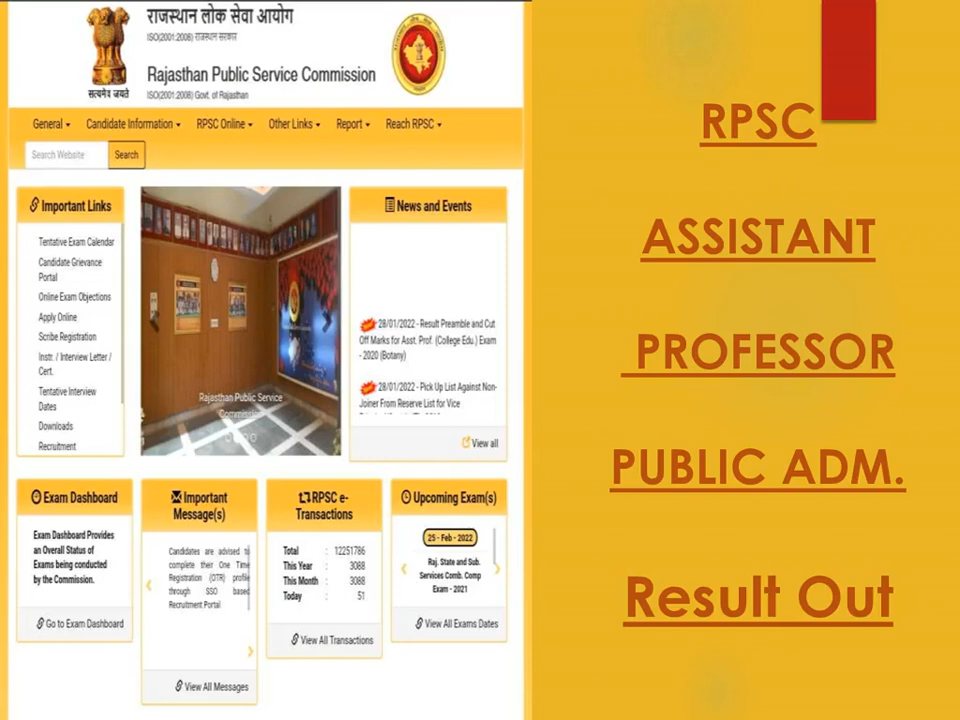 राजस्थान लोक सेवा आयोग
ISO(2001:2008) राजस्थान सरकार
सत्यमेव जयते
Rajasthan Public Service Commission
ISO(2001:2008) Govt. of Rajasthan
General
Candidate Information
RPSC Online
Other Links
Report
Reach RPSC
Search Website
Search
Important Links
Tentative Exam Calendar
Candidate Grievance
Portal
Online Exam Objections
Apply Online
Scribe Registration
Instr. / Interview Letter /
Cert.
Tentative Interview
Dates
Downloads
Recruitment
Rajasthan Public Service
Commission
News and Events
28/01/2022 - Result Preamble and Cut
Off Marks for Asst. Prof. (College Edu.) Exam
- 2020 (Botany)
28/01/2022 - Pick Up List Against Non-
Joiner From Reserve List for Vice
View all
Exam Dashboard
Exam Dashboard Provides
an Overall Status of
Exams being conducted
by the Commission.
Go to Exam Dashboard
Important
Message(s)
Candidates are advised to
complete their One Time
Registration (OTR) profile
through SSO based
Recruitment Portal
View All Messages
RPSC e-
Transactions
Total : 12251786
This Year : 3088
This Month : 3088
Today : 51
View All Transactions
Upcoming Exam(s)
25 - Feb - 2022
Raj. State and Sub.
Services Comb. Comp
Exam - 2021
View All Exams Dates
RPSC
ASSISTANT
PROFESSOR
PUBLIC ADM.
Result Out